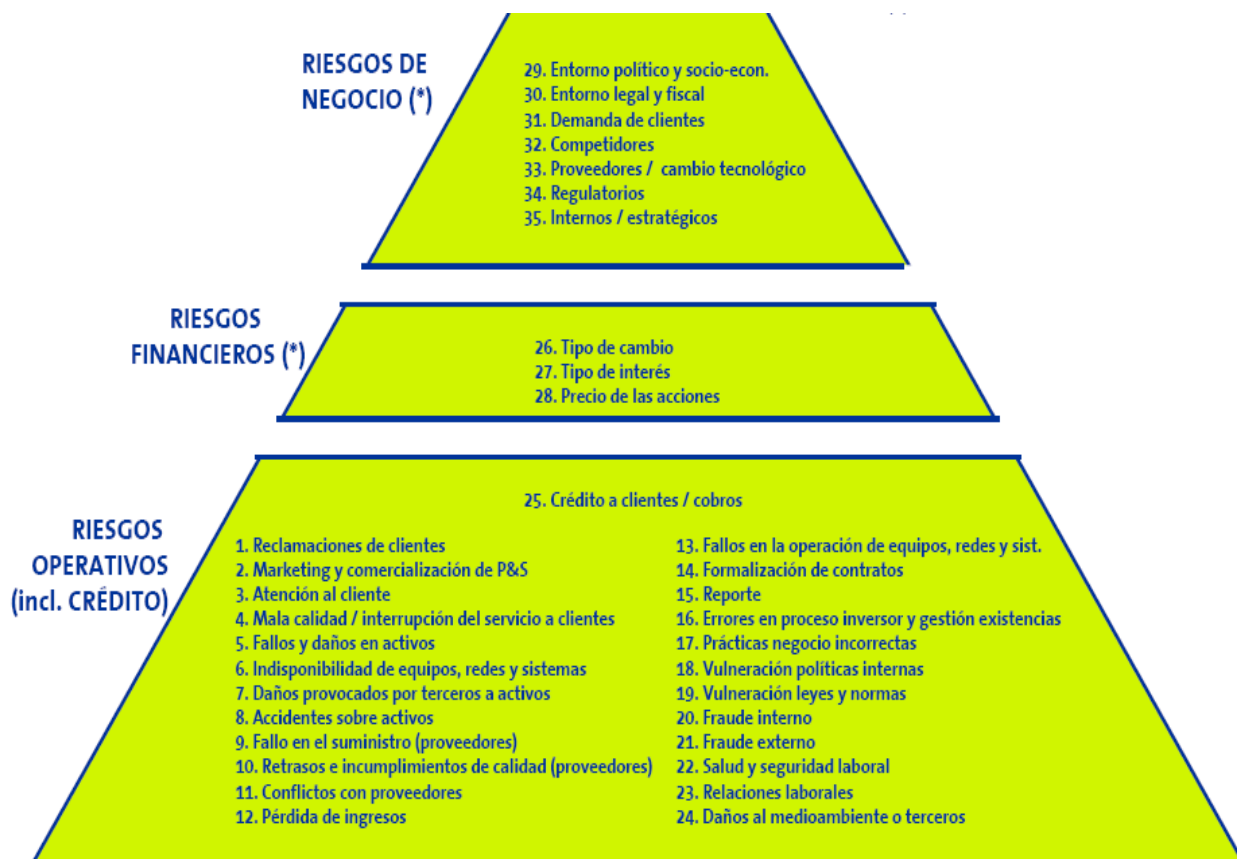 RIESGOS DE
NEGOCIO (*)
29. Entorno político y socio-econ.
30. Entorno legal y fiscal
31. Demanda de clientes
32. Competidores
33. Proveedores / cambio tecnológico
34. Regulatorios
35. Internos / estratégicos
RIESGOS
FINANCIEROS (*)
26. Tipo de cambio
27. Tipo de interés
28. Precio de las acciones
RIESGOS
OPERATIVOS
(incl. CRÉDITO)
25. Crédito a clientes / cobros
1. Reclamaciones de clientes
2. Marketing y comercialización de P&S
3. Atención al cliente
4. Mala calidad / interrupción del servicio a clientes
5. Fallos y daños en activos
6. Indisponibilidad de equipos, redes y sistemas
7. Daños provocados por terceros a activos
8. Accidentes sobre activos
9. Fallo en el suministro (proveedores)
10. Retrasos e incumplimientos de calidad (proveedores)
11. Conflictos con proveedores
12. Pérdida de ingresos
13. Fallos en la operación de equipos, redes y sist.
14. Formalización de contratos
15. Reporte
16. Errores en proceso inversor y gestión existencias
17. Prácticas negocio incorrectas
18. Vulneración políticas internas
19. Vulneración leyes y normas
20. Fraude interno
21. Fraude externo
22. Salud y seguridad laboral
23. Relaciones laborales
24. Daños al medioambiente o terceros